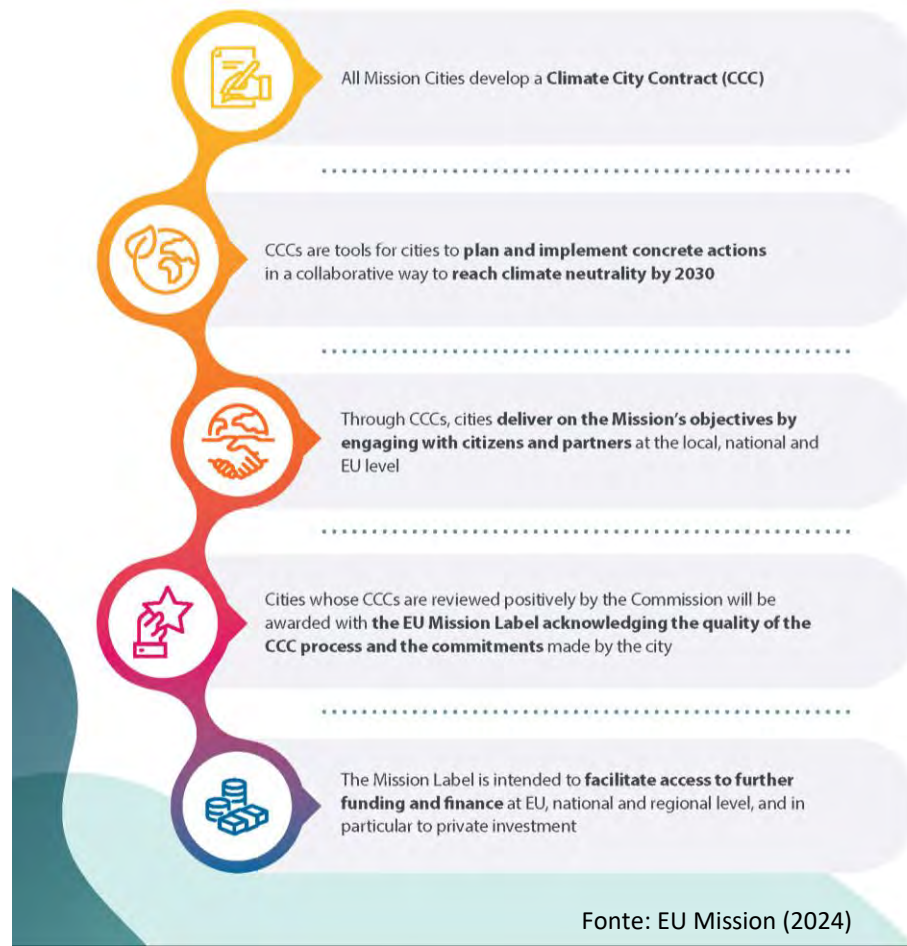 All Mission Cities develop a Climate City Contract (CCC)
CCCs are tools for cities to plan and implement concrete actions
in a collaborative way to reach climate neutrality by 2030
Through CCCs, cities deliver on the Mission's objectives by
engaging with citizens and partners at the local, national and
EU level
Cities whose CCCs are reviewed positively by the Commission will be
awarded with the EU Mission Label acknowledging the quality of the
CCC process and the commitments made by the city
The Mission Label is intended to facilitate access to further
funding and finance at EU, national and regional level, and in
particular to private investment
Fonte: EU Mission (2024)